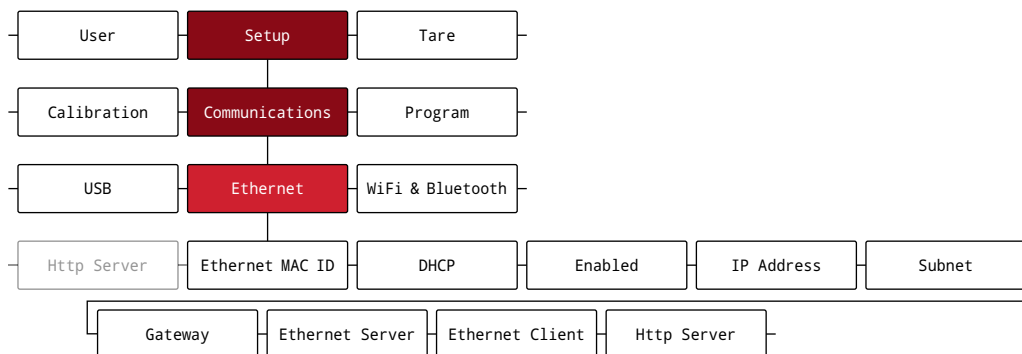 User Setup Tare
Calibration Communications Program
USB Ethernet WiFi & Bluetooth
Http Server Ethernet MAC ID DHCP Enabled IP Address Subnet
Gateway Ethernet Server Ethernet Client Http Server